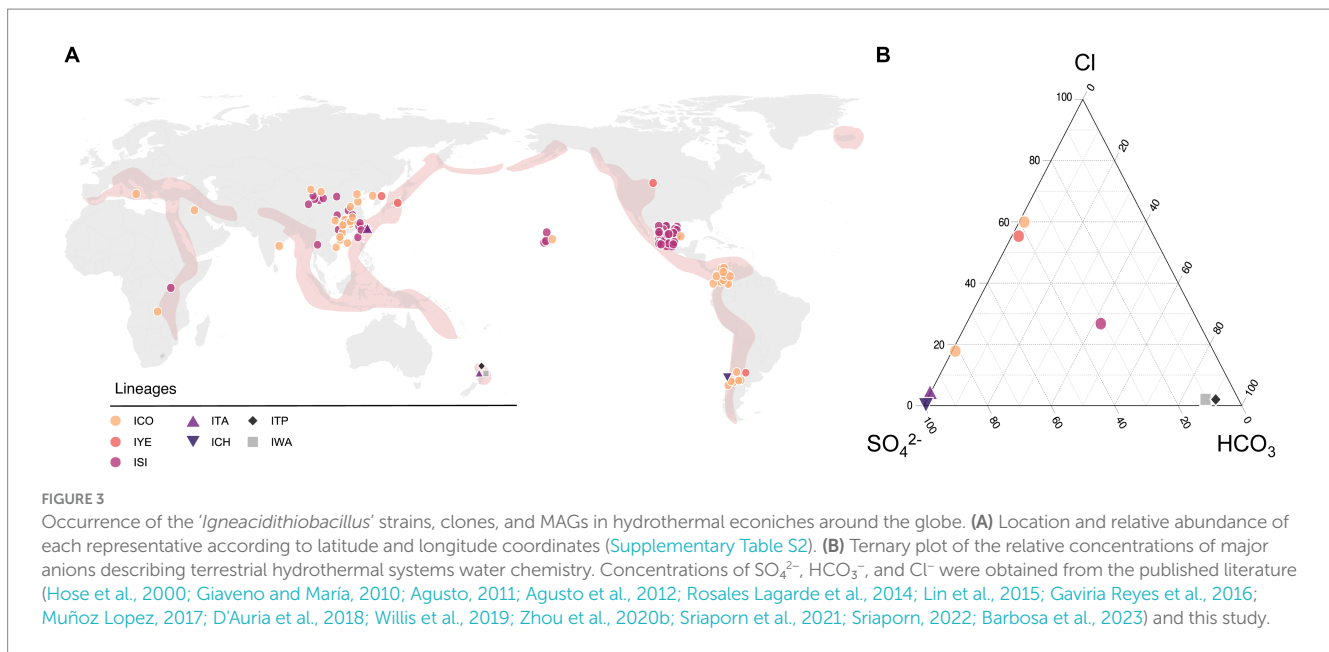 A
Lineages
ICO
ITA
ITP
IYE
ICH
IWA
ISI
B
Cl
100
0
80
20
60
40
40
60
20
80
0
100
100
80
60
40
20
0
SO₄²⁻
HCO₃
FIGURE 3
Occurrence of the ‘Igneacidithiobacillus’ strains, clones, and MAGs in hydrothermal econiches around the globe. (A) Location and relative abundance of
each representative according to latitude and longitude coordinates (Supplementary Table S2). (B) Ternary plot of the relative concentrations of major
anions describing terrestrial hydrothermal systems water chemistry. Concentrations of SO₄²⁻, HCO₃⁻, and Cl⁻ were obtained from the published literature
(Hose et al., 2000; Giaveno and María, 2010; Agusto, 2011; Agusto et al., 2012; Rosales Lagarde et al., 2014; Lin et al., 2015; Gaviria Reyes et al., 2016;
Muñoz Lopez, 2017; D'Auria et al., 2018; Willis et al., 2019; Zhou et al., 2020b; Sriaporn et al., 2021; Sriaporn, 2022; Barbosa et al., 2023) and this study.